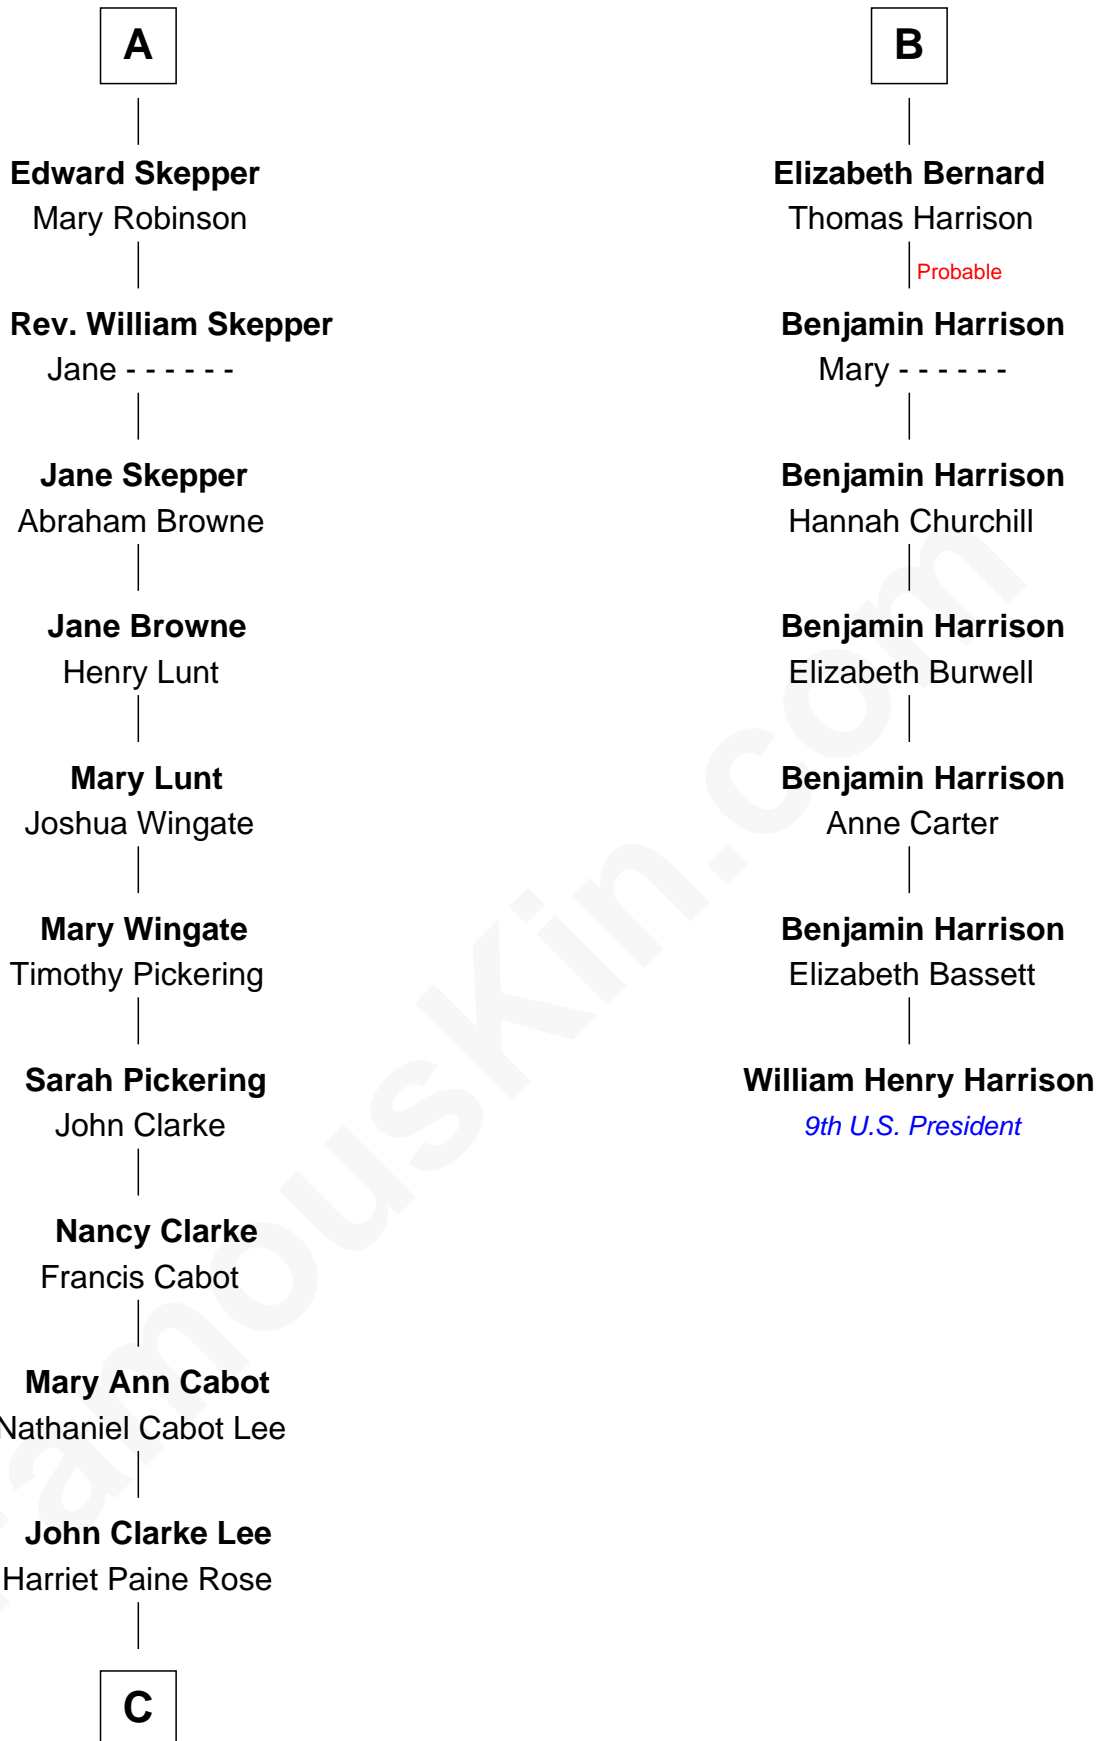 A
Edward Skepper
Mary Robinson
Rev. William Skepper
Jane - - - - - -
Jane Skepper
Abraham Browne
Jane Browne
Henry Lunt
Mary Lunt
Joshua Wingate
Mary Wingate
Timothy Pickering
Sarah Pickering
John Clarke
Nancy Clarke
Francis Cabot
Mary Ann Cabot
Nathaniel Cabot Lee
John Clarke Lee
Harriet Paine Rose
C
B
Elizabeth Bernard
Thomas Harrison
Probable
Benjamin Harrison
Mary - - - - - -
Benjamin Harrison
Hannah Churchill
Benjamin Harrison
Elizabeth Burwell
Benjamin Harrison
Anne Carter
Benjamin Harrison
Elizabeth Bassett
William Henry Harrison
9th U.S. President
FamousKin.com